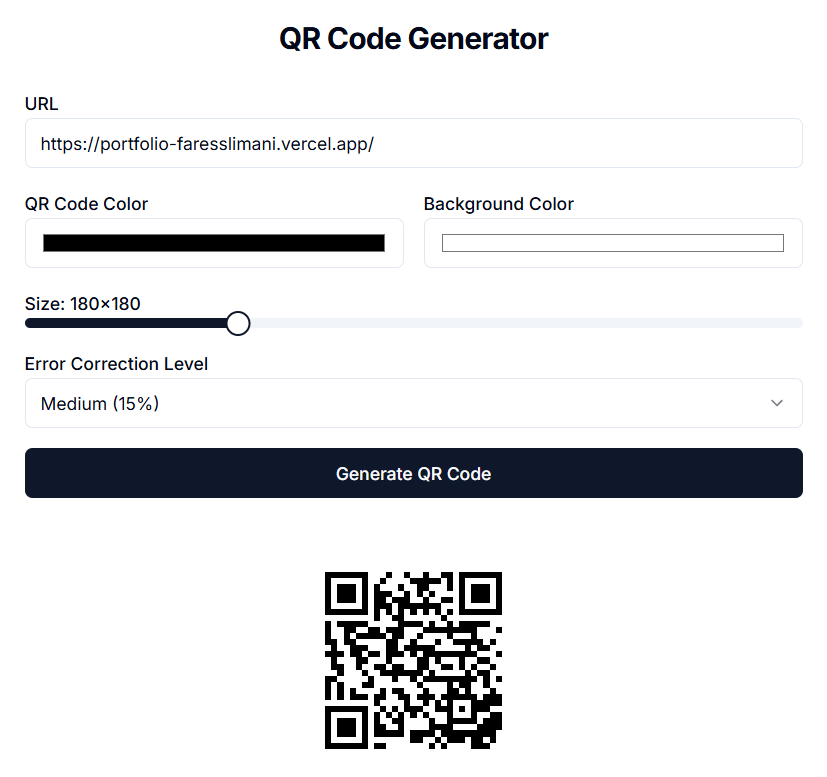 QR Code Generator
URL
https://portfolio-faresslimani.vercel.app/
QR Code Color
Background Color
Size: 180×180
Error Correction Level
Medium (15%)
Generate QR Code